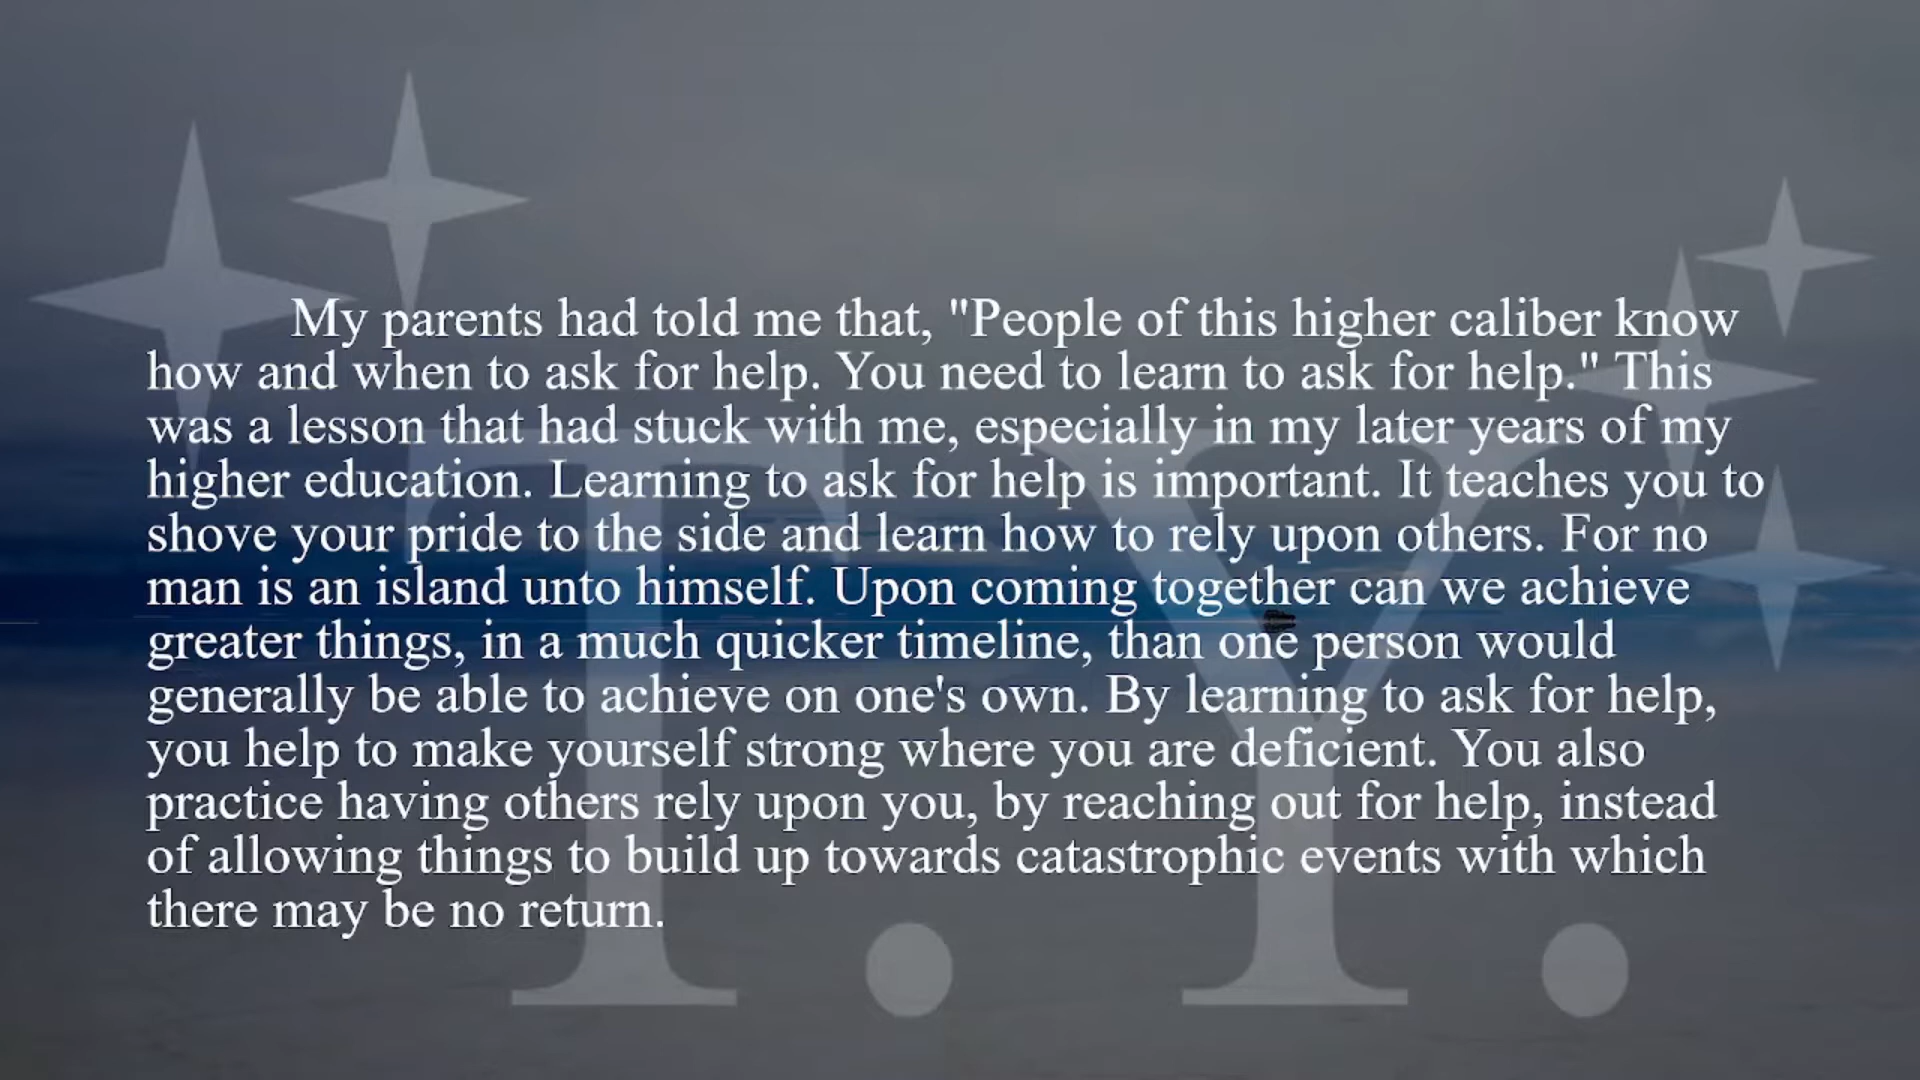 My parents had told me that, "People of this higher caliber know
how and when to ask for help. You need to learn to ask for help." This
was a lesson that had stuck with me, especially in my later years of my
higher education. Learning to ask for help is important. It teaches you to
shove your pride to the side and learn how to rely upon others. For no
man is an island unto himself. Upon coming together can we achieve
greater things, in a much quicker timeline, than one person would
generally be able to achieve on one's own. By learning to ask for help,
you help to make yourself strong where you are deficient. You also
practice having others rely upon you, by reaching out for help, instead
of allowing things to build up towards catastrophic events with which
there may be no return.
T.Y.